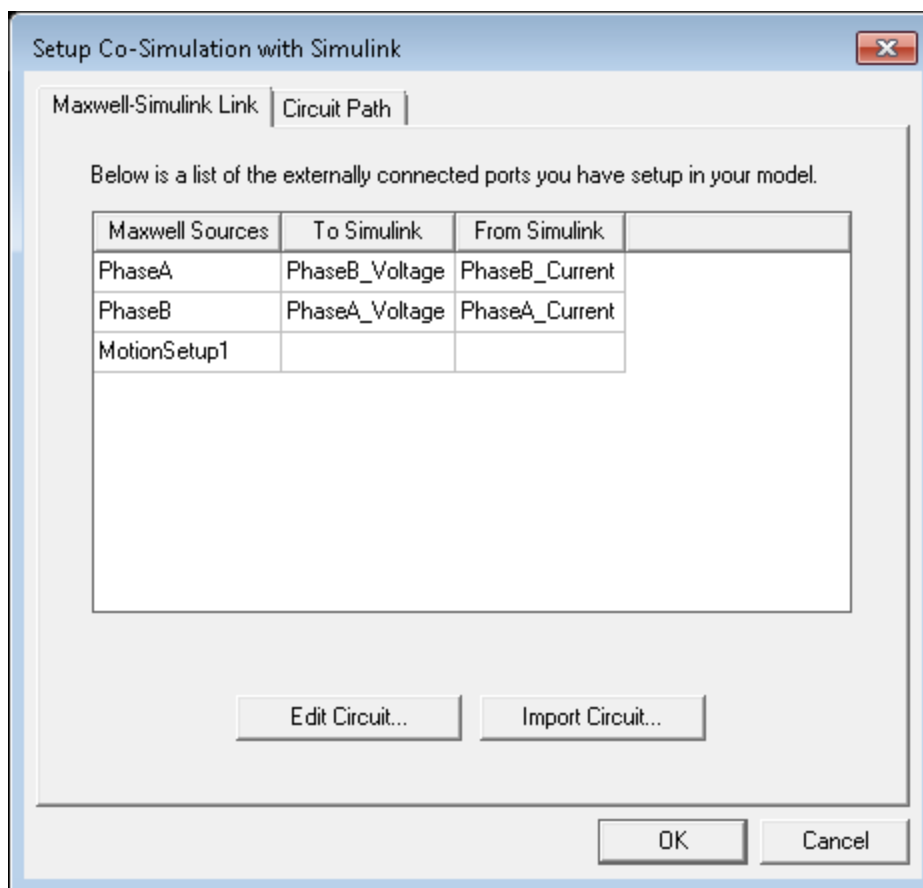 Setup Co-Simulation with Simulink
Maxwell-Simulink Link Circuit Path
Below is a list of the externally connected ports you have setup in your model.
Maxwell Sources To Simulink From Simulink
PhaseA PhaseB_Voltage PhaseB_Current
PhaseB PhaseA_Voltage PhaseA_Current
MotionSetup1
Edit Circuit... Import Circuit...
OK Cancel